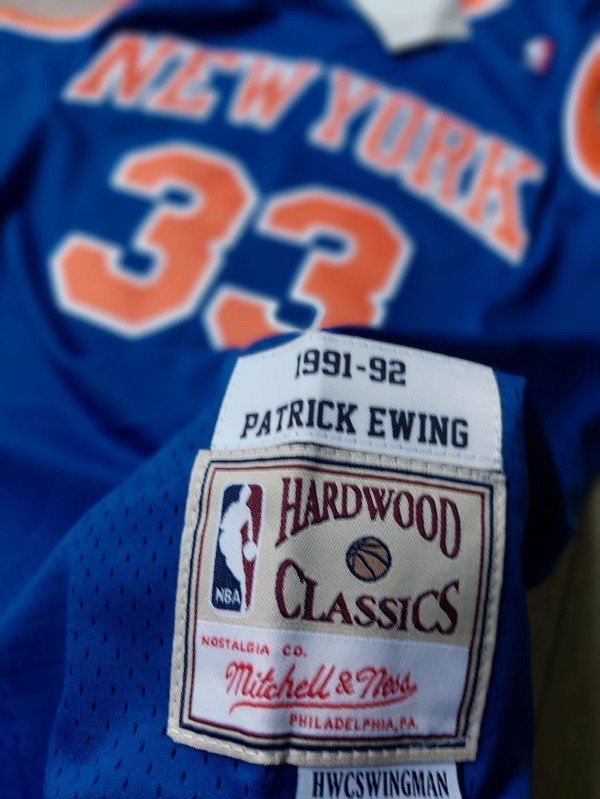 NEW YORK
33
1991-92
PATRICK EWING
HARDWOOD
CLASSICS
NBA
NOSTALGIA CO.
Mitchell & Ness
PHILADELPHIA, PA.
HWCSWINGMAN